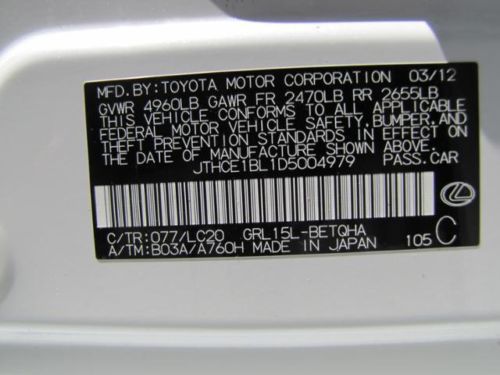 MFD. BY: TOYOTA MOTOR CORPORATION 03/12
GVWR 4960LB GAWR FR 2470LB RR 2655LB
THIS VEHICLE CONFORMS TO ALL APPLICABLE
FEDERAL MOTOR VEHICLE SAFETY, BUMPER, AND
THEFT PREVENTION STANDARDS IN EFFECT ON
THE DATE OF MANUFACTURE SHOWN ABOVE.
JTHCE1BL1D5004979 PASS. CAR
C/TR: 077/LC20 GRL15L-BETQHA
A/TM: B03A/A760H MADE IN JAPAN 105 C